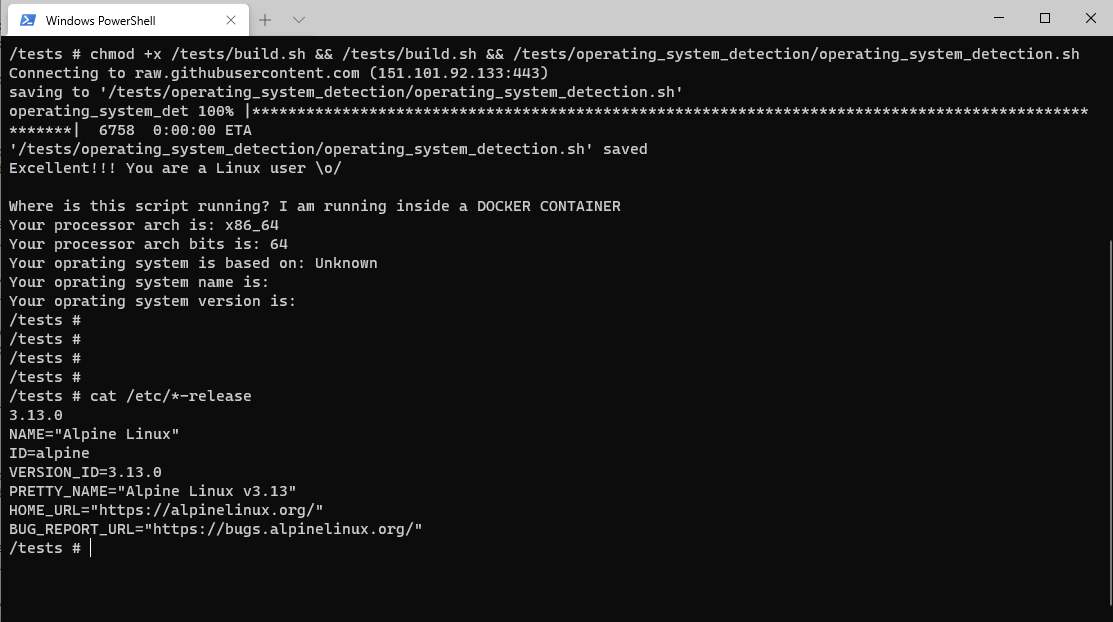 Windows PowerShell
/tests # chmod +x /tests/build.sh && /tests/build.sh && /tests/operating_system_detection/operating_system_detection.sh
Connecting to raw.githubusercontent.com (151.101.92.133:443)
saving to '/tests/operating_system_detection/operating_system_detection.sh'
operating_system_det 100% |*********************************************************************************************
*******|  6758  0:00:00 ETA
'/tests/operating_system_detection/operating_system_detection.sh' saved
Excellent!!! You are a Linux user \o/
Where is this script running? I am running inside a DOCKER CONTAINER
Your processor arch is: x86_64
Your processor arch bits is: 64
Your oprating system is based on: Unknown
Your oprating system name is:
Your oprating system version is:
/tests #
/tests #
/tests #
/tests #
/tests # cat /etc/*-release
3.13.0
NAME="Alpine Linux"
ID=alpine
VERSION_ID=3.13.0
PRETTY_NAME="Alpine Linux v3.13"
HOME_URL="https://alpinelinux.org/"
BUG_REPORT_URL="https://bugs.alpinelinux.org/"
/tests #